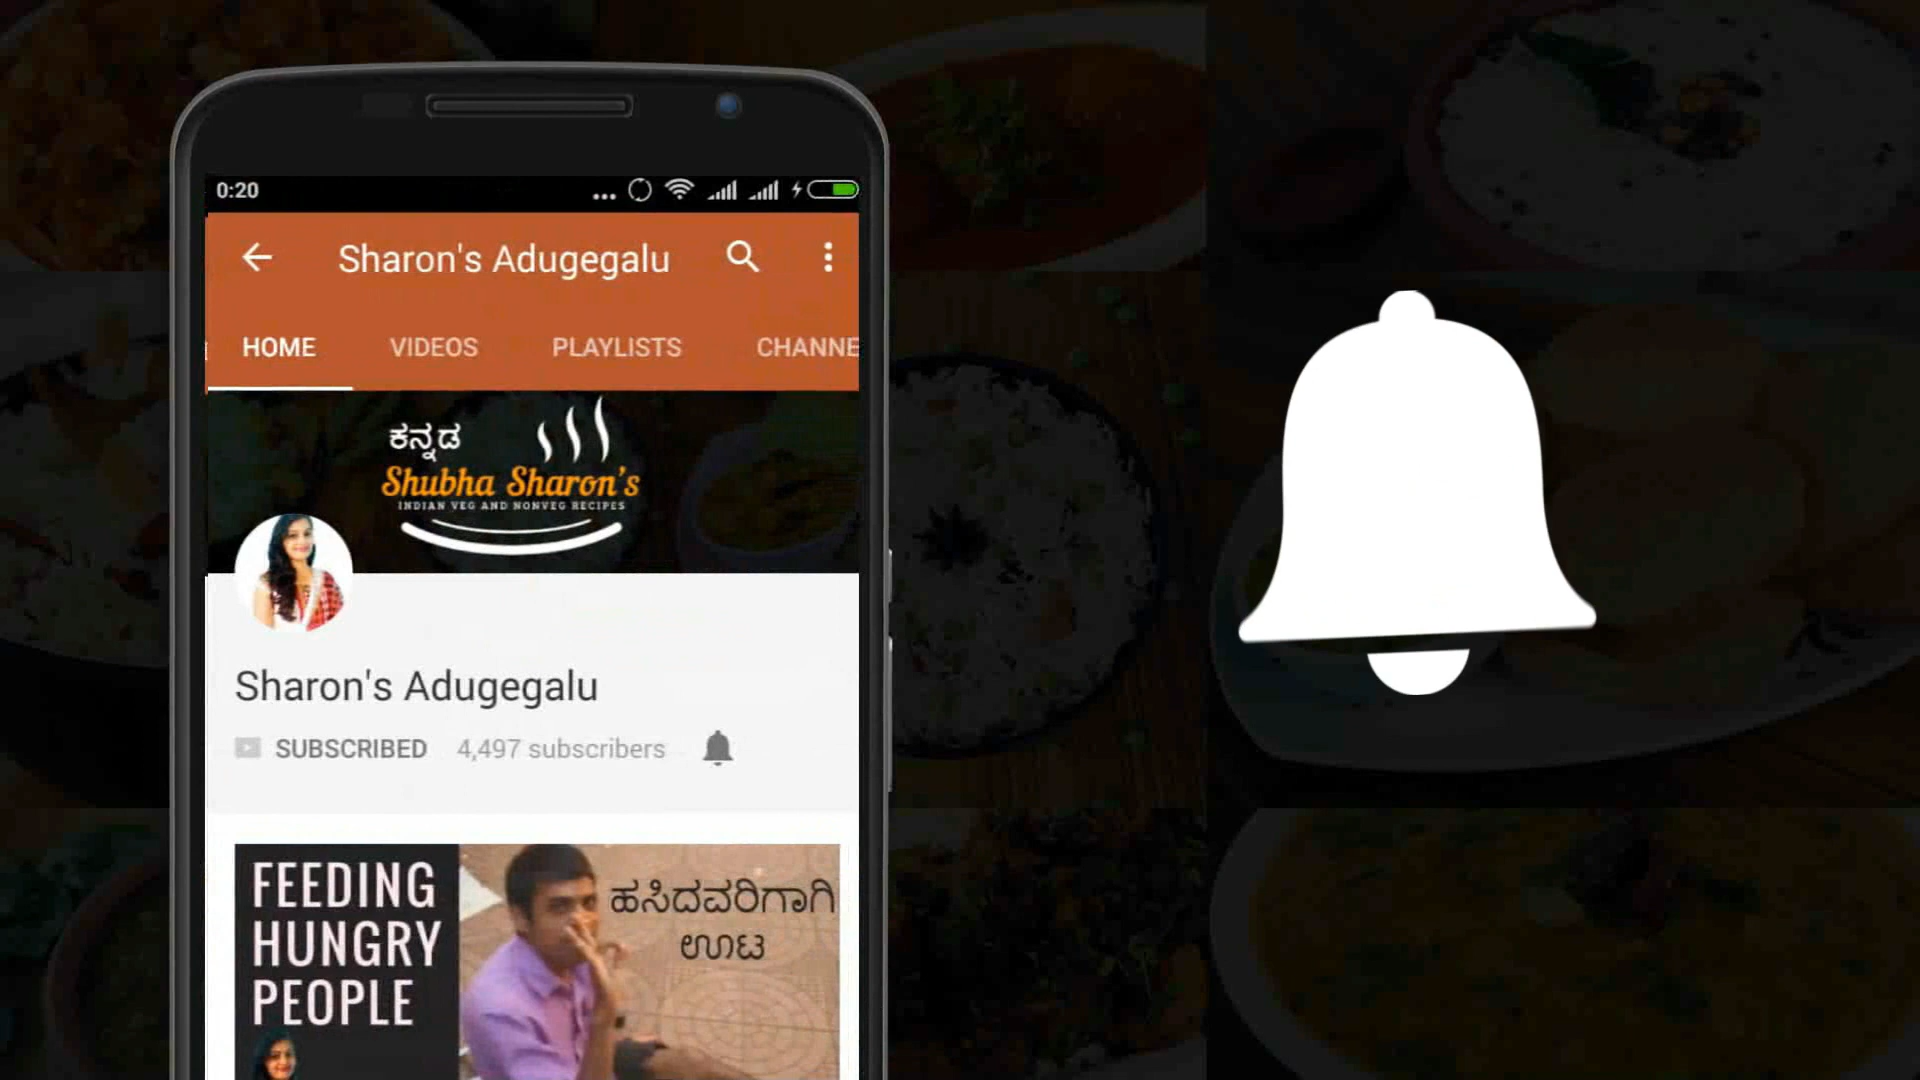 0:20
Sharon's Adugegalu
HOME VIDEOS PLAYLISTS CHANNE
ಕನ್ನಡ
Shubha Sharon's
INDIAN VEG AND NONVEG RECIPES
Sharon's Adugegalu
SUBSCRIBED 4,497 subscribers
FEEDING
HUNGRY
PEOPLE
ಹಸಿದವರಿಗಾಗಿ
ಊಟ